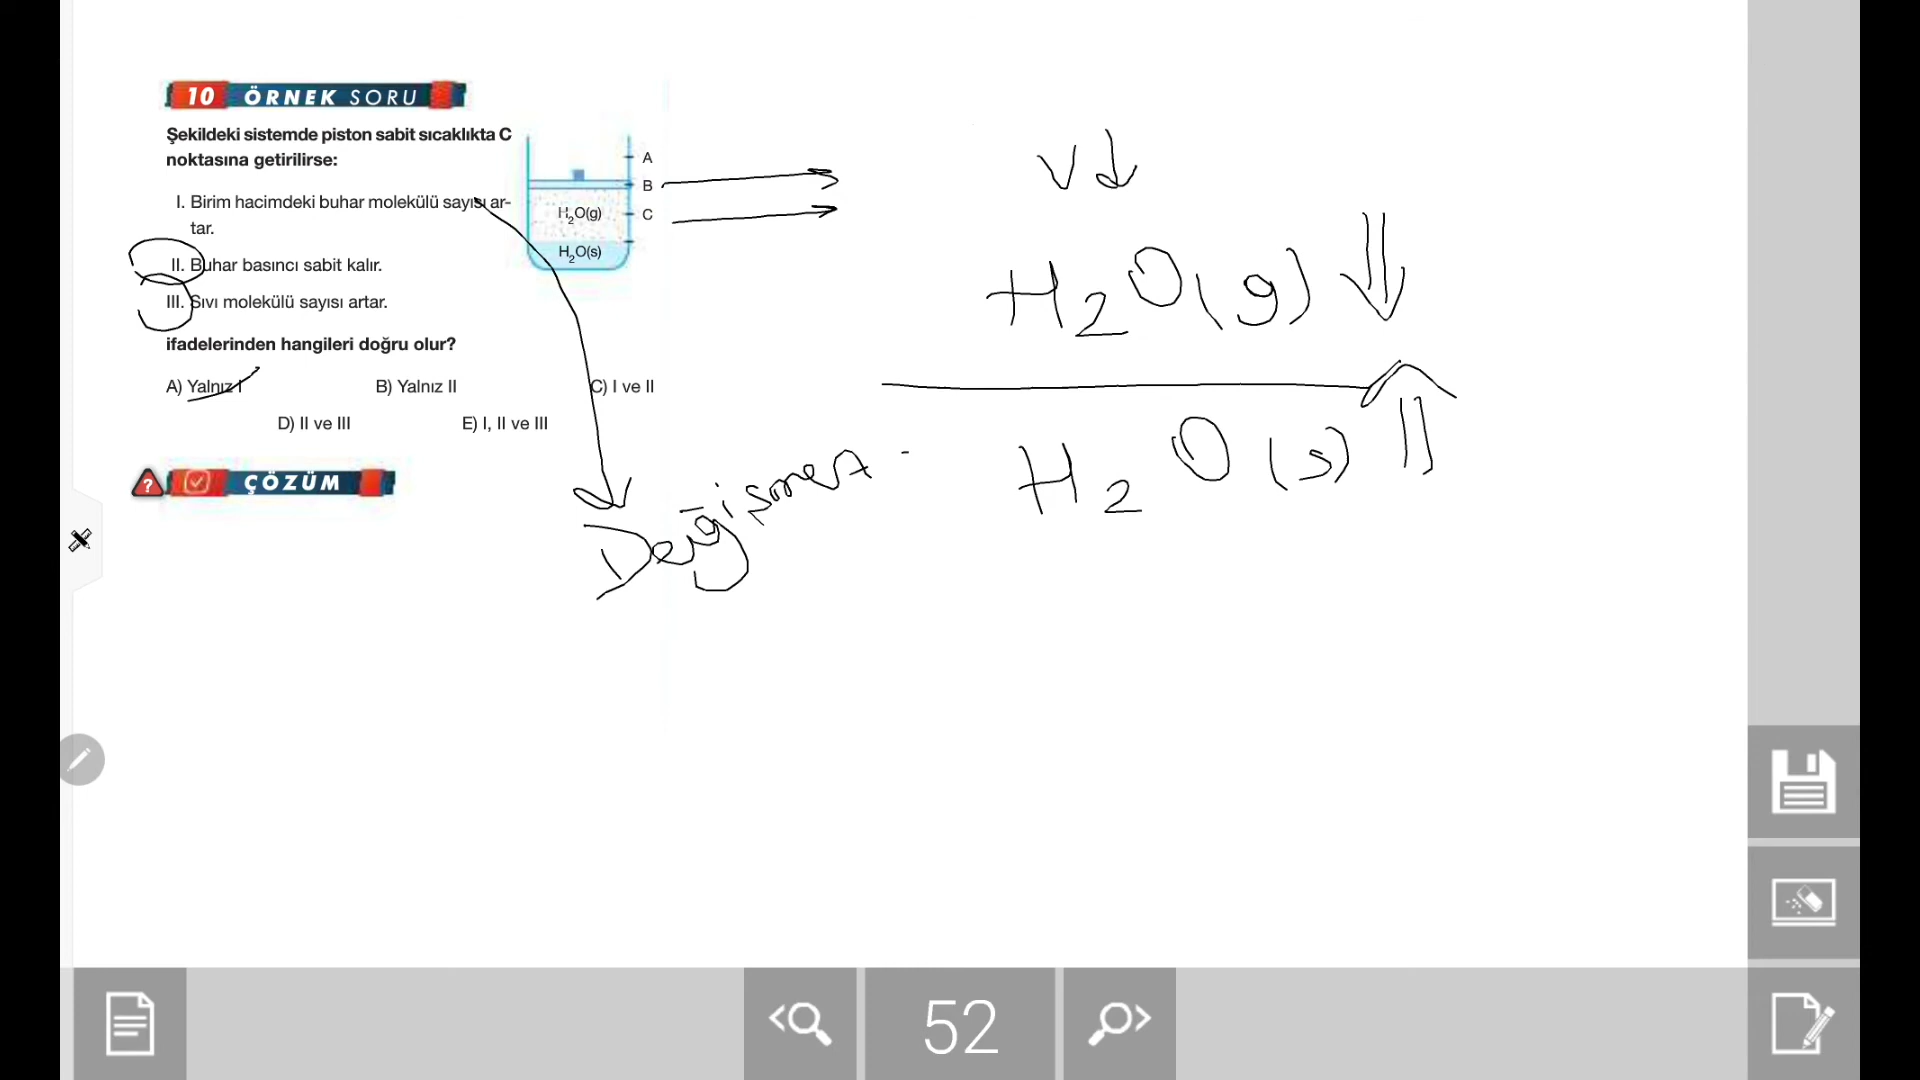 10 ÖRNEK SORU
Şekildeki sistemde piston sabit sıcaklıkta C
noktasına getirilirse:
I. Birim hacimdeki buhar molekülü sayısı ar-
tar.
II. Buhar basıncı sabit kalır.
III. Sıvı molekülü sayısı artar.
ifadelerinden hangileri doğru olur?
A) Yalnız I
B) Yalnız II
C) I ve II
D) II ve III
E) I, II ve III
A
B
C
H₂O(g)
H₂O(s)
? ÇÖZÜM
V↓
H₂O(g) ⇓
H₂O(s) ⇑
Değişmez.
52